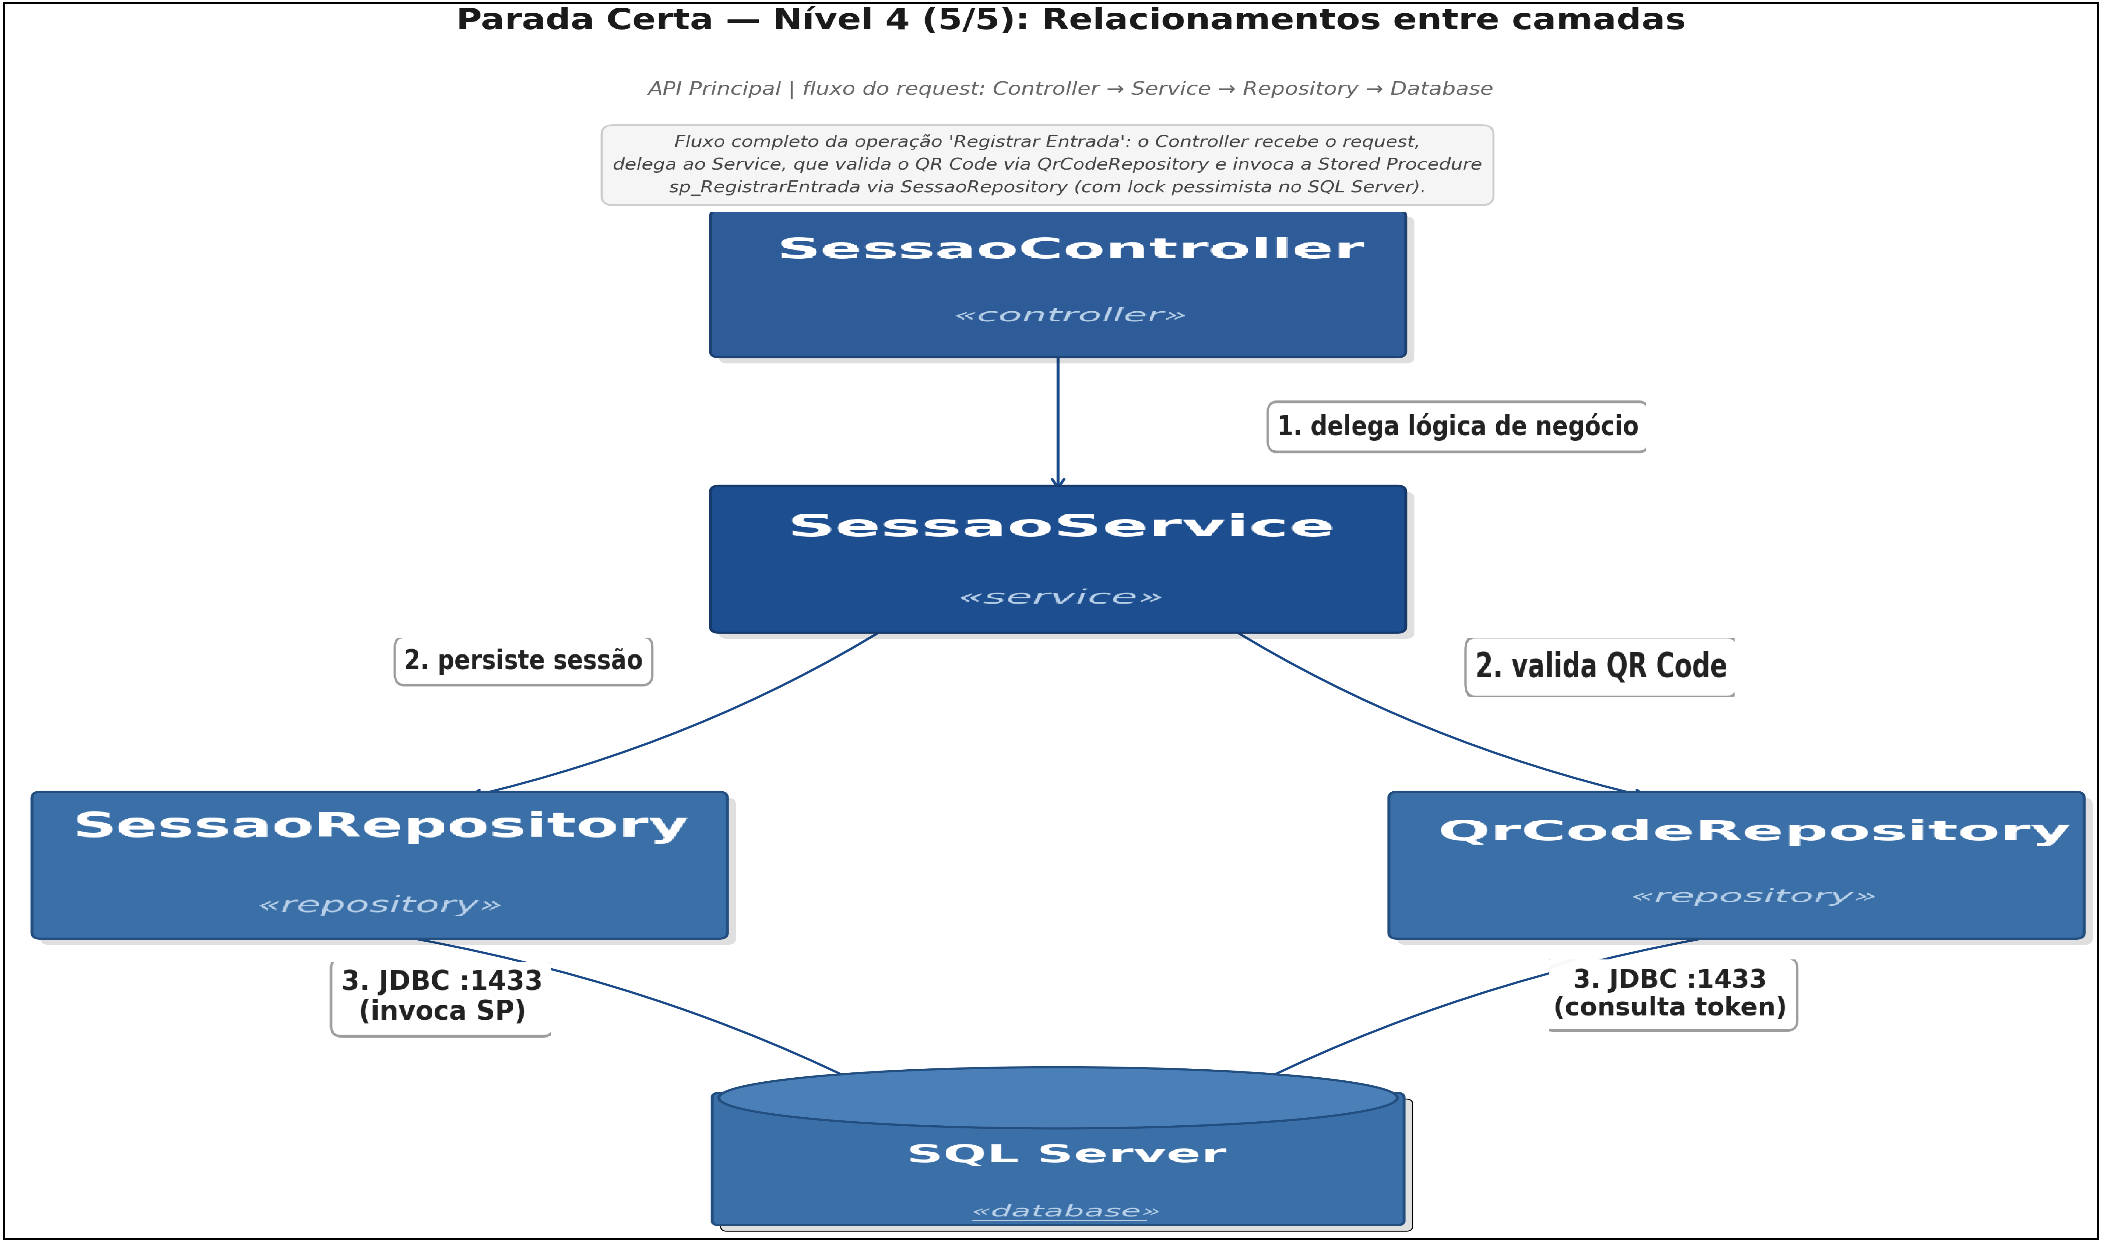 Parada Certa — Nível 4 (5/5): Relacionamentos entre camadas
API Principal | fluxo do request: Controller → Service → Repository → Database
Fluxo completo da operação 'Registrar Entrada': o Controller recebe o request,
delega ao Service, que valida o QR Code via QrCodeRepository e invoca a Stored Procedure
sp_RegistrarEntrada via SessaoRepository (com lock pessimista no SQL Server).
SessaoController
«controller»
1. delega lógica de negócio
SessaoService
«service»
2. persiste sessão
2. valida QR Code
SessaoRepository
«repository»
QrCodeRepository
«repository»
3. JDBC :1433
(invoca SP)
3. JDBC :1433
(consulta token)
SQL Server
«database»